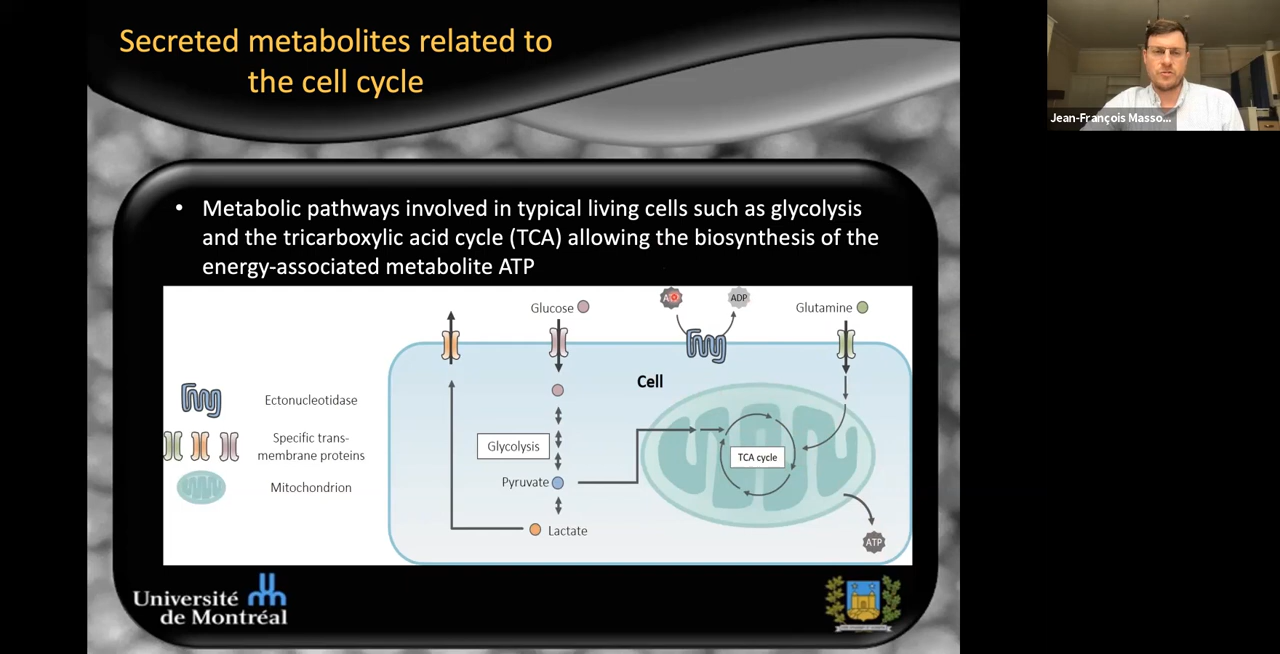 Secreted metabolites related to
the cell cycle
Jean-François Masso...
• Metabolic pathways involved in typical living cells such as glycolysis
and the tricarboxylic acid cycle (TCA) allowing the biosynthesis of the
energy-associated metabolite ATP
Glucose
ADP
Glutamine
Cell
Ectonucleotidase
Specific trans-
membrane proteins
Mitochondrion
Glycolysis
Pyruvate
Lactate
TCA cycle
ATP
Université
de Montréal